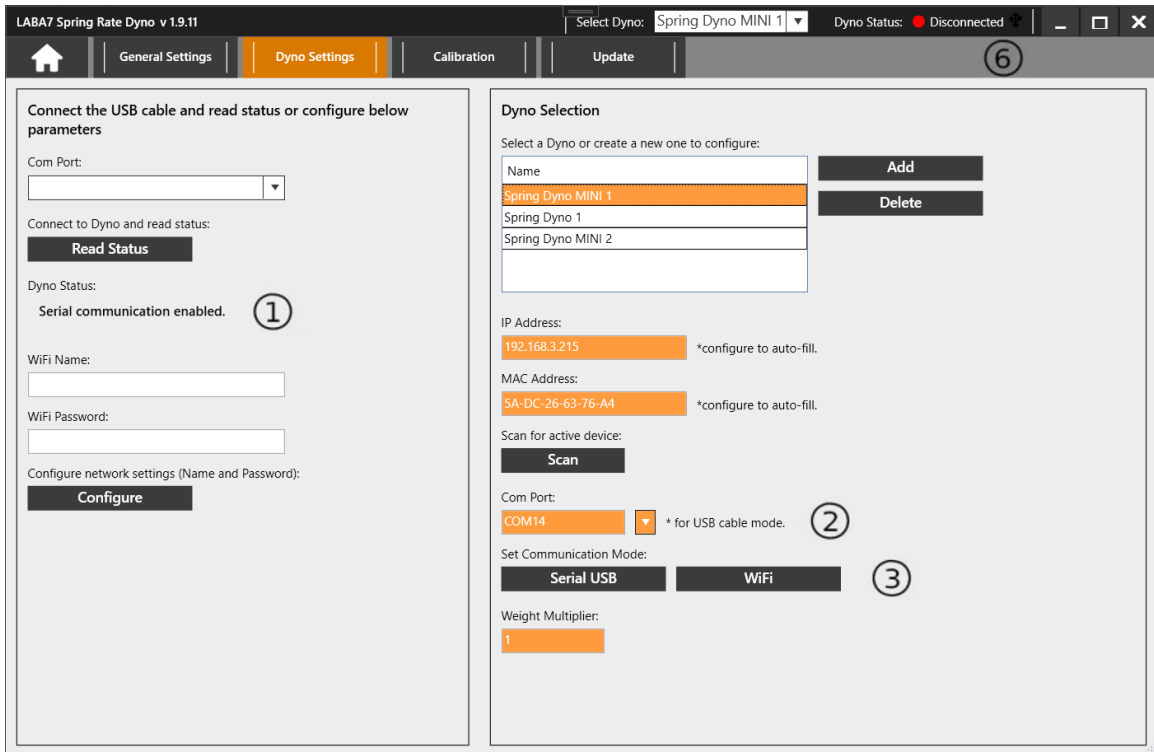 LABA7 Spring Rate Dyno v 1.9.11
Select Dyno: Spring Dyno MINI 1
Dyno Status: Disconnected
General Settings
Dyno Settings
Calibration
Update
⑥
Connect the USB cable and read status or configure below
parameters
Com Port:
Connect to Dyno and read status:
Read Status
Dyno Status:
Serial communication enabled.
①
WiFi Name:
WiFi Password:
Configure network settings (Name and Password):
Configure
Dyno Selection
Select a Dyno or create a new one to configure:
Name
Spring Dyno MINI 1
Spring Dyno 1
Spring Dyno MINI 2
Add
Delete
IP Address:
192.168.3.215 *configure to auto-fill.
MAC Address:
5A-DC-26-63-76-A4 *configure to auto-fill.
Scan for active device:
Scan
Com Port:
COM14 * for USB cable mode. ②
Set Communication Mode:
Serial USB WiFi ③
Weight Multiplier:
1